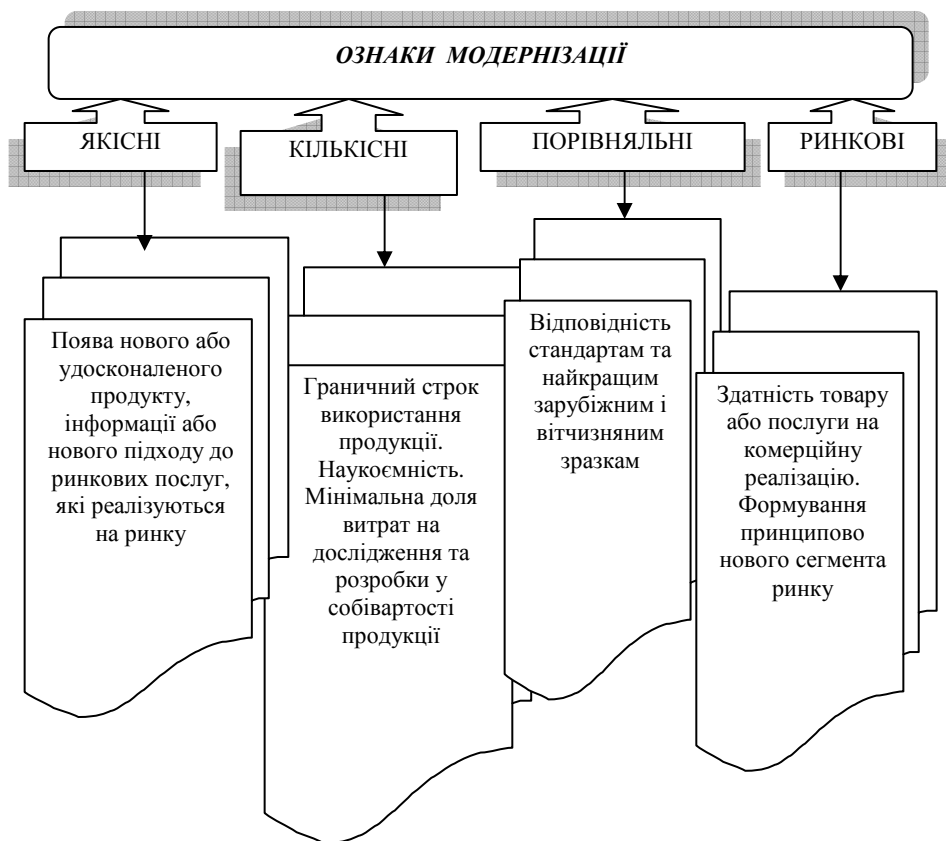 ОЗНАКИ МОДЕРНІЗАЦІЇ
ЯКІСНІ
КІЛЬКІСНІ
ПОРІВНЯЛЬНІ
РИНКОВІ
Поява нового або
удосконаленого
продукту,
інформації або
нового підходу до
ринкових послуг,
які реалізуються
на ринку
Граничний строк
використання
продукції.
Наукоємність.
Мінімальна доля
витрат на
дослідження та
розробки у
собівартості
продукції
Відповідність
стандартам та
найкращим
зарубіжним і
вітчизняним
зразкам
Здатність товару
або послуги на
комерційну
реалізацію.
Формування
принципово
нового сегмента
ринку